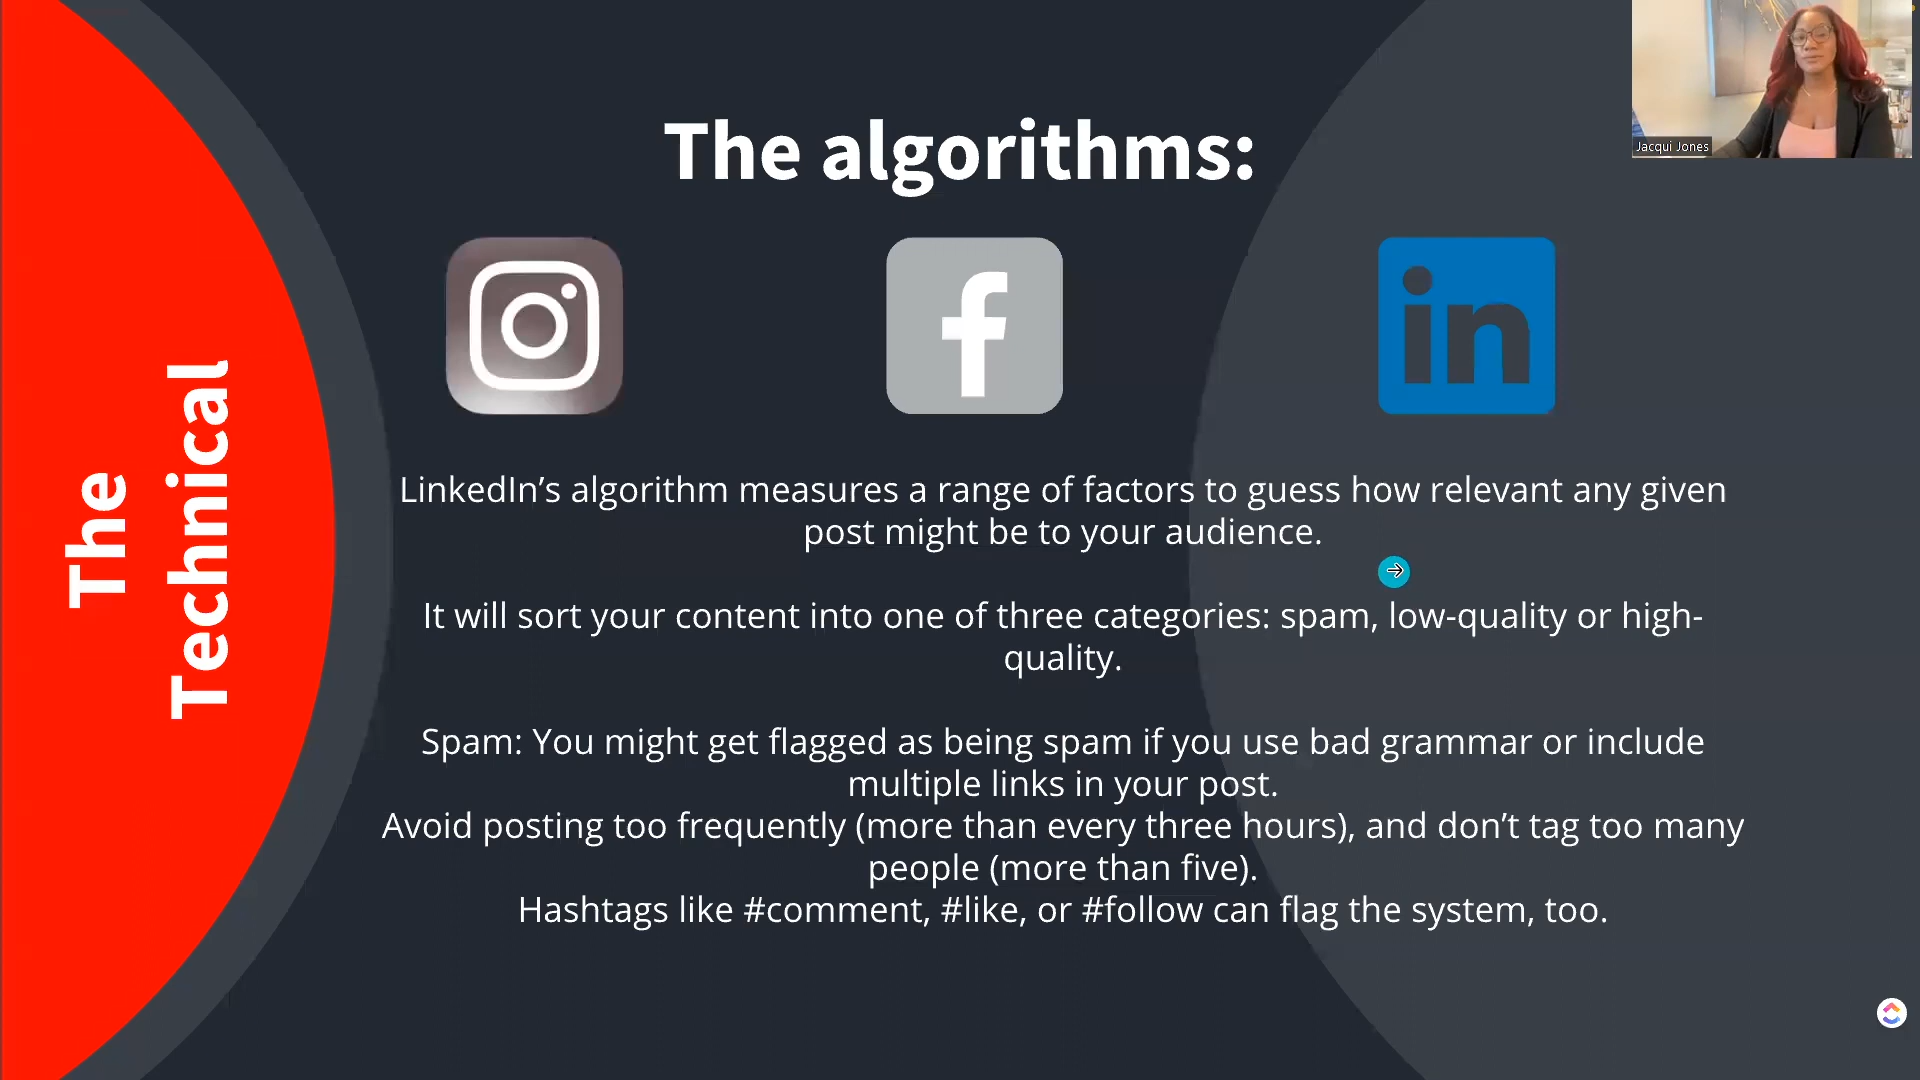 The algorithms:
Jacqui Jones
in
The
Technical
LinkedIn’s algorithm measures a range of factors to guess how relevant any given
post might be to your audience.
It will sort your content into one of three categories: spam, low-quality or high-
quality.
Spam: You might get flagged as being spam if you use bad grammar or include
multiple links in your post.
Avoid posting too frequently (more than every three hours), and don’t tag too many
people (more than five).
Hashtags like #comment, #like, or #follow can flag the system, too.